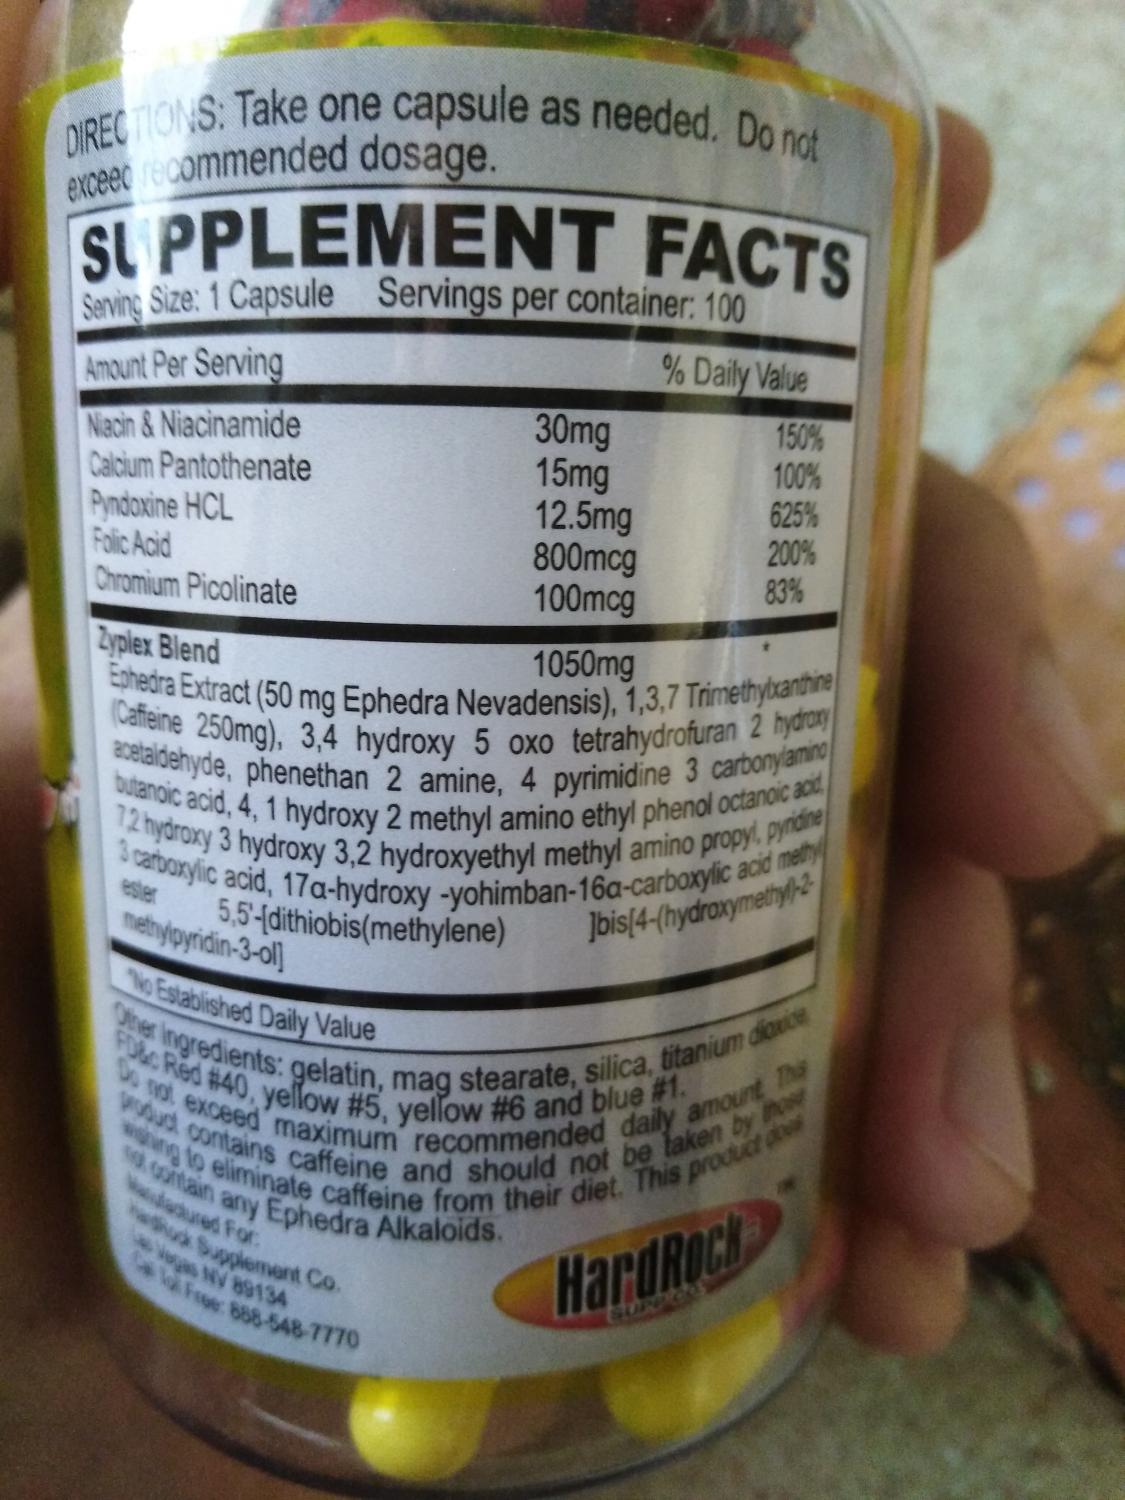 DIRECTIONS: Take one capsule as needed. Do not
exceed recommended dosage.
SUPPLEMENT FACTS
Serving Size: 1 Capsule Servings per container: 100
Amount Per Serving % Daily Value
Niacin & Niacinamide 30mg 150%
Calcium Pantothenate 15mg 100%
Pyndoxine HCL 12.5mg 625%
Folic Acid 800mcg 200%
Chromium Picolinate 100mcg 83%
Zyplex Blend 1050mg *
Ephedra Extract (50 mg Ephedra Nevadensis), 1,3,7 Trimethylxanthine
(Caffeine 250mg), 3,4 hydroxy 5 oxo tetrahydrofuran 2 hydroxy
acetaldehyde, phenethan 2 amine, 4 pyrimidine 3 carbonylamino
butanoic acid, 4, 1 hydroxy 2 methyl amino ethyl phenol octanoic acid,
7,2 hydroxy 3 hydroxy 3,2 hydroxyethyl methyl amino propyl, pyridine
3 carboxylic acid, 17α-hydroxy -yohimban-16α-carboxylic acid methyl
ester 5,5'-[dithiobis(methylene) ]bis[4-(hydroxymethyl)-2-
methylpyridin-3-ol]
*No Established Daily Value
Other Ingredients: gelatin, mag stearate, silica, titanium dioxide,
FD&c Red #40, yellow #5, yellow #6 and blue #1.
Do not exceed maximum recommended daily amount. This
product contains caffeine and should not be taken by those
wishing to eliminate caffeine from their diet. This product does
not contain any Ephedra Alkaloids.
Manufactured For:
HardRock Supplement Co.
Las Vegas NV 89134
Call Toll Free: 888-548-7770
HardRock™
SUPP. CO.